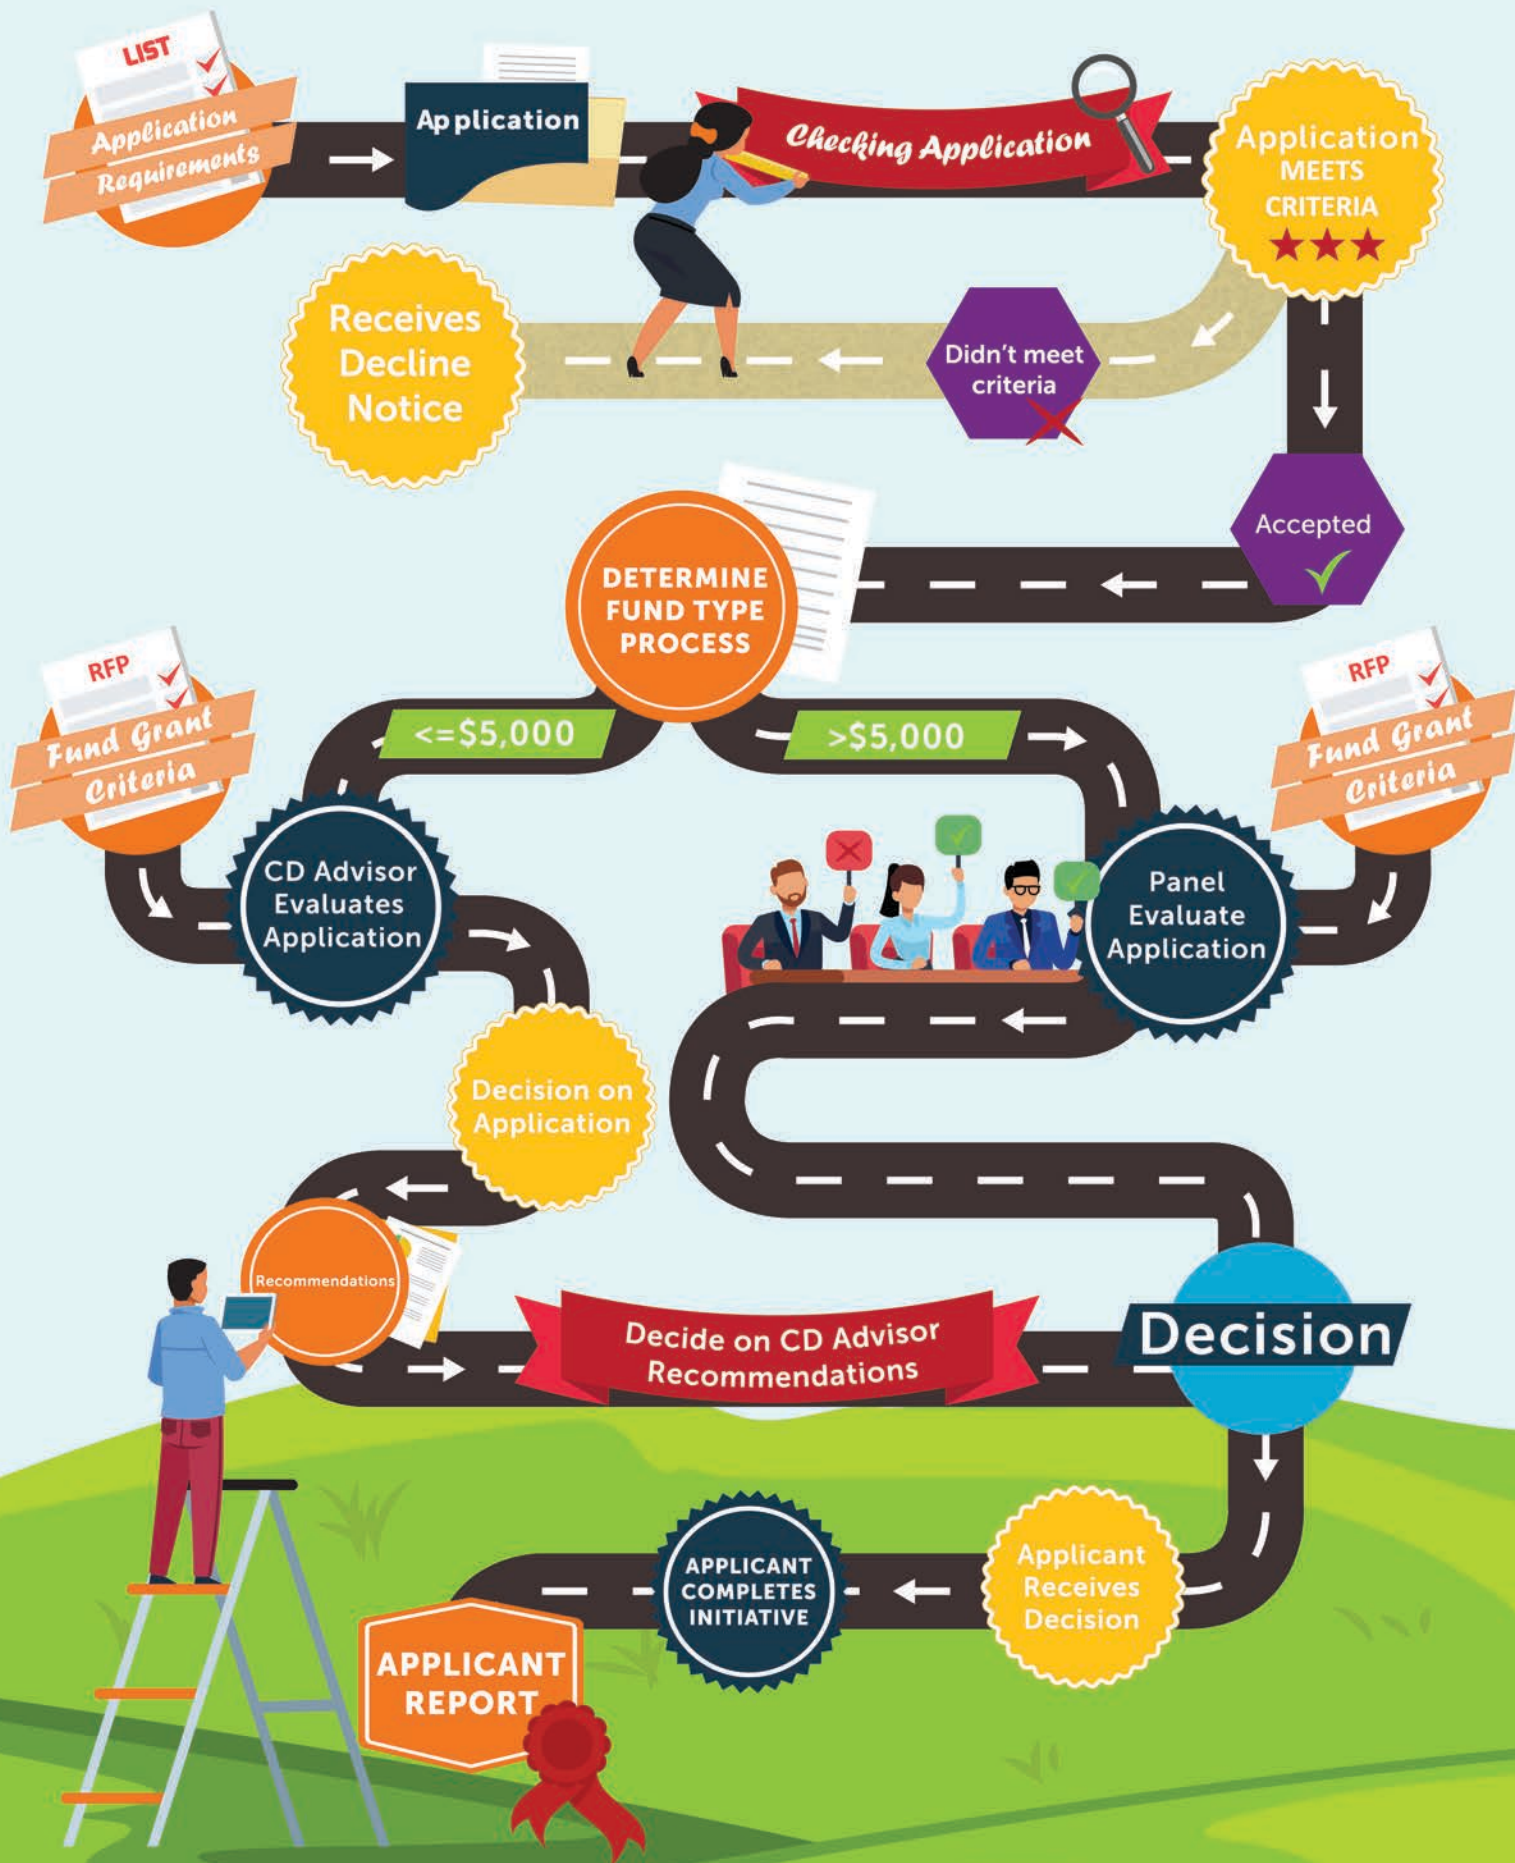 LIST
Application
Requirements
Application
Checking Application
Application
MEETS
CRITERIA
Receives
Decline
Notice
Didn't meet
criteria
Accepted
DETERMINE
FUND TYPE
PROCESS
RFP
Fund Grant
Criteria
<=$5,000
>$5,000
RFP
Fund Grant
Criteria
CD Advisor
Evaluates
Application
Panel
Evaluate
Application
Decision on
Application
Recommendations
Decide on CD Advisor
Recommendations
Decision
Applicant
Receives
Decision
APPLICANT
COMPLETES
INITIATIVE
APPLICANT
REPORT